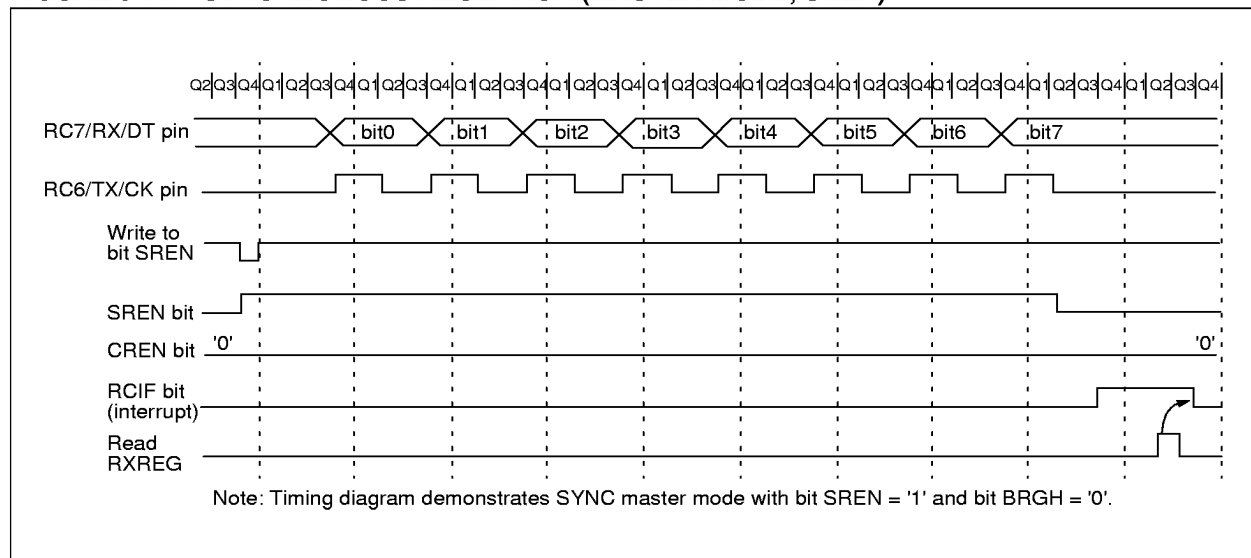 Q2|Q3|Q4|Q1|Q2|Q3|Q4|Q1|Q2|Q3|Q4|Q1|Q2|Q3|Q4|Q1|Q2|Q3|Q4|Q1|Q2|Q3|Q4|Q1|Q2|Q3|Q4|Q1|Q2|Q3|Q4|Q1|Q2|Q3|Q4|Q1|Q2|Q3|Q4|Q1|Q2|Q3|Q4
RC7/RX/DT pin bit0 bit1 bit2 bit3 bit4 bit5 bit6 bit7
RC6/TX/CK pin
Write to
bit SREN
SREN bit
CREN bit '0' '0'
RCIF bit
(interrupt)
Read
RXREG
Note: Timing diagram demonstrates SYNC master mode with bit SREN = '1' and bit BRGH = '0'.